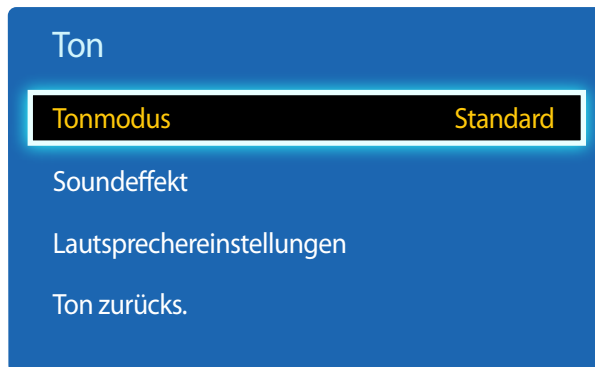 Ton
Tonmodus Standard
Soundeffekt
Lautsprechereinstellungen
Ton zurücks.